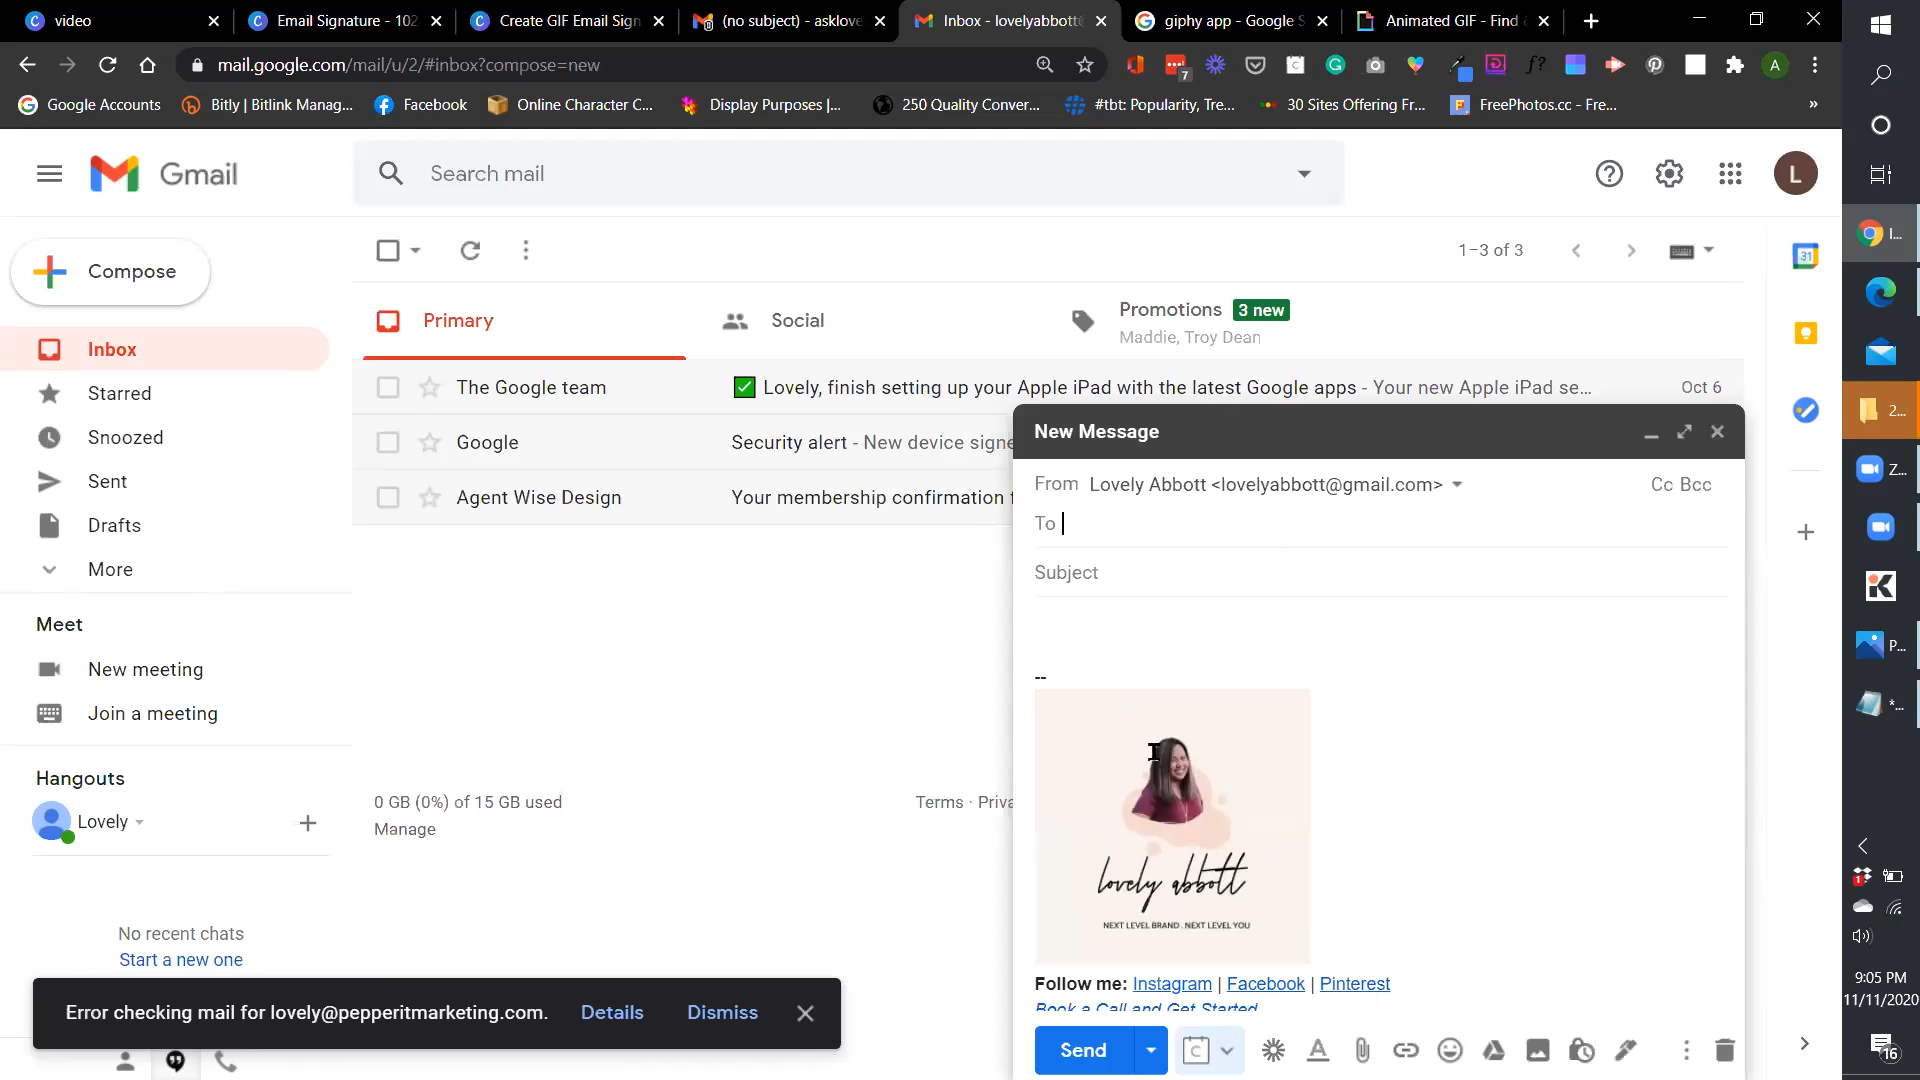 video
Email Signature - 102
Create GIF Email Sign
(no subject) - asklove
Inbox - lovelyabbott@
giphy app - Google S
Animated GIF - Find
mail.google.com/mail/u/2/#inbox?compose=new
7
A
Google Accounts
Bitly | Bitlink Manag...
Facebook
Online Character C...
Display Purposes |...
250 Quality Conver...
#tbt: Popularity, Tre...
30 Sites Offering Fr...
FreePhotos.cc - Fre...
»
Gmail
Search mail
L
Compose
1–3 of 3
31
Primary
Social
Promotions
3 new
Maddie, Troy Dean
Inbox
Starred
Snoozed
Sent
Drafts
More
The Google team
Lovely, finish setting up your Apple iPad with the latest Google apps - Your new Apple iPad se...
Oct 6
Google
Security alert - New device signe
Agent Wise Design
Your membership confirmation f
New Message
From Lovely Abbott <lovelyabbott@gmail.com>
Cc Bcc
To
Subject
--
lovely abbott
NEXT LEVEL BRAND . NEXT LEVEL YOU
Follow me: Instagram | Facebook | Pinterest
Book a Call and Get Started
Send
Meet
New meeting
Join a meeting
Hangouts
Lovely
No recent chats
Start a new one
0 GB (0%) of 15 GB used
Manage
Terms · Priva
Error checking mail for lovely@pepperitmarketing.com.
Details
Dismiss
I...
2...
Z...
P...
*...
1
9:05 PM
11/11/2020
16